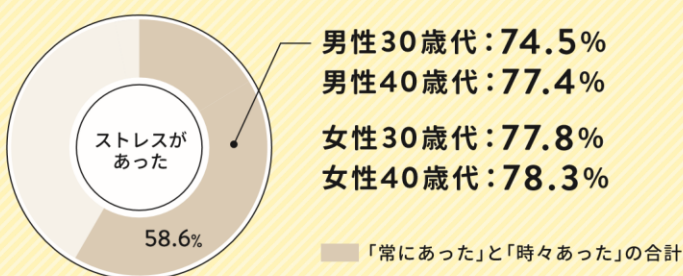 男性30歳代：74.5%
男性40歳代：77.4%
女性30歳代：77.8%
女性40歳代：78.3%
ストレスが
あった
58.6%
「常にあった」と「時々あった」の合計